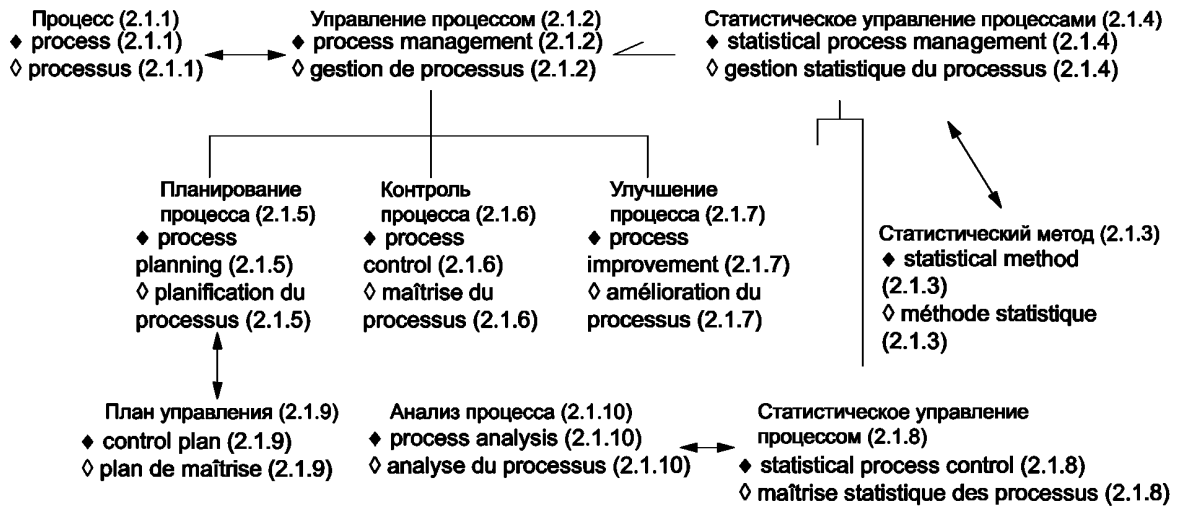 Процесс (2.1.1)
♦ process (2.1.1)
◊ processus (2.1.1)
Управление процессом (2.1.2)
♦ process management (2.1.2)
◊ gestion de processus (2.1.2)
Статистическое управление процессами (2.1.4)
♦ statistical process management (2.1.4)
◊ gestion statistique du processus (2.1.4)
Планирование
процесса (2.1.5)
♦ process
planning (2.1.5)
◊ planification du
processus (2.1.5)
Контроль
процесса (2.1.6)
♦ process
control (2.1.6)
◊ maîtrise du
processus (2.1.6)
Улучшение
процесса (2.1.7)
♦ process
improvement (2.1.7)
◊ amélioration du
processus (2.1.7)
Статистический метод (2.1.3)
♦ statistical method
(2.1.3)
◊ méthode statistique
(2.1.3)
План управления (2.1.9)
♦ control plan (2.1.9)
◊ plan de maîtrise (2.1.9)
Анализ процесса (2.1.10)
♦ process analysis (2.1.10)
◊ analyse du processus (2.1.10)
Статистическое управление
процессом (2.1.8)
♦ statistical process control (2.1.8)
◊ maîtrise statistique des processus (2.1.8)